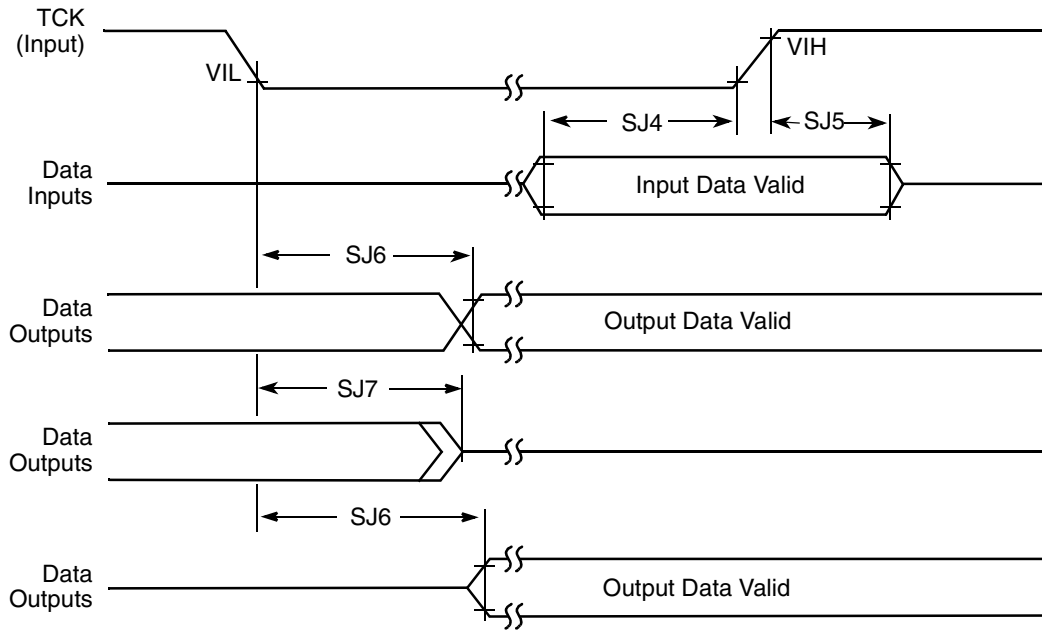 TCK
(Input)
VIL
VIH
SJ4
SJ5
Data
Inputs
Input Data Valid
SJ6
Data
Outputs
Output Data Valid
SJ7
Data
Outputs
SJ6
Data
Outputs
Output Data Valid